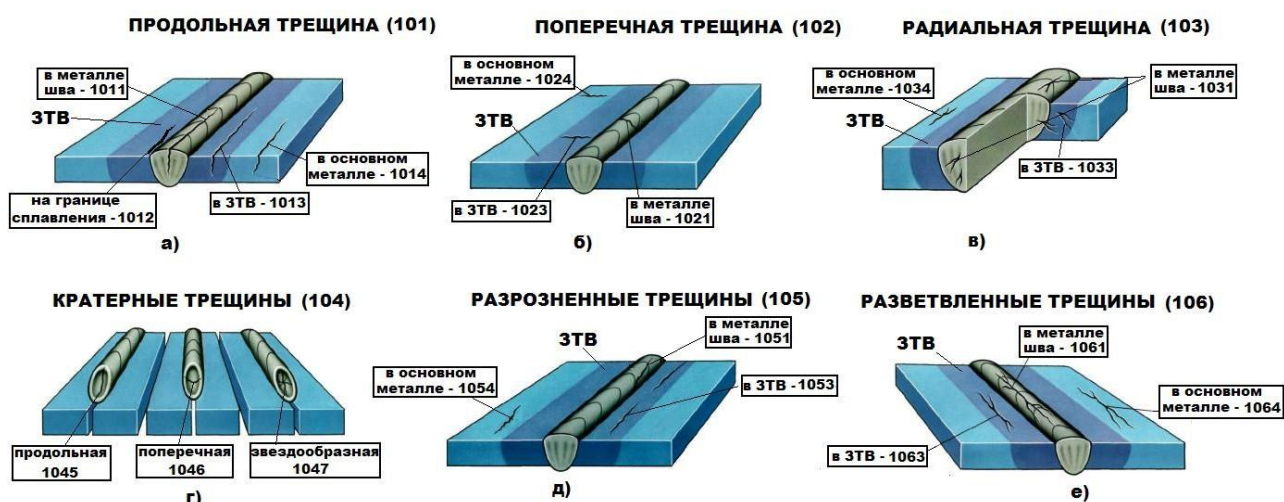 ПРОДОЛЬНАЯ ТРЕЩИНА (101)
в металле
шва - 1011
ЗТВ
на границе
сплавления - 1012
в ЗТВ - 1013
в основном
металле - 1014
а)
ПОПЕРЕЧНАЯ ТРЕЩИНА (102)
в основном
металле - 1024
ЗТВ
в ЗТВ - 1023
в металле
шва - 1021
б)
РАДИАЛЬНАЯ ТРЕЩИНА (103)
в основном
металле - 1034
ЗТВ
в металле
шва - 1031
в ЗТВ - 1033
в)
КРАТЕРНЫЕ ТРЕЩИНЫ (104)
продольная
1045
поперечная
1046
звездообразная
1047
г)
РАЗРОЗНЕННЫЕ ТРЕЩИНЫ (105)
в металле
шва - 1051
ЗТВ
в основном
металле - 1054
в ЗТВ - 1053
д)
РАЗВЕТВЛЕННЫЕ ТРЕЩИНЫ (106)
ЗТВ
в металле
шва - 1061
в основном
металле - 1064
в ЗТВ - 1063
е)